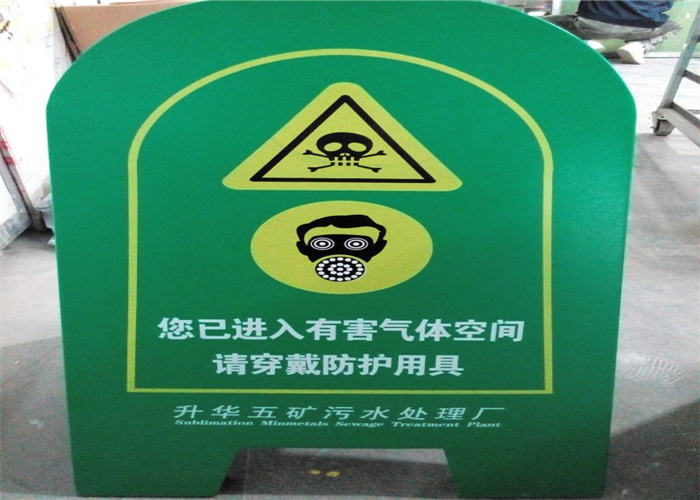 您已进入有害气体空间
请穿戴防护用具
升华五矿污水处理厂
Sublimation Minmetals Sewage Treatment Plant